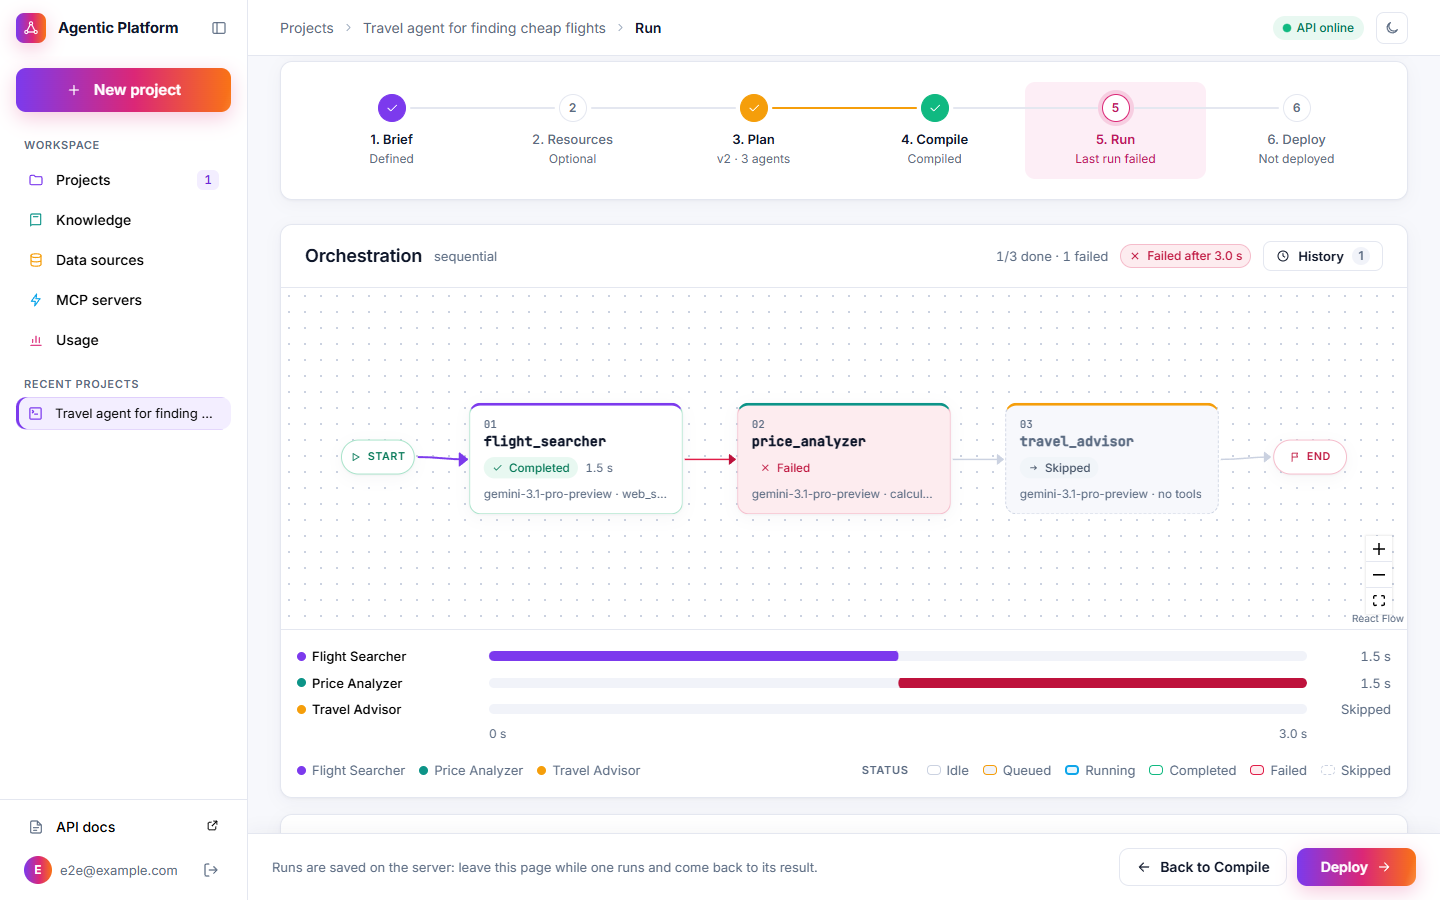 Agentic Platform
New project
WORKSPACE
Projects 1
Knowledge
Data sources
MCP servers
Usage
RECENT PROJECTS
Travel agent for finding ...
API docs
E e2e@example.com
Projects Travel agent for finding cheap flights Run
API online
1. Brief
Defined
2
2. Resources
Optional
3. Plan
v2 · 3 agents
4. Compile
Compiled
5
5. Run
Last run failed
6
6. Deploy
Not deployed
Orchestration sequential
1/3 done · 1 failed Failed after 3.0 s History 1
START
01
flight_searcher
Completed 1.5 s
gemini-3.1-pro-preview · web_s...
02
price_analyzer
Failed
gemini-3.1-pro-preview · calcul...
03
travel_advisor
Skipped
gemini-3.1-pro-preview · no tools
END
React Flow
Flight Searcher 1.5 s
Price Analyzer 1.5 s
Travel Advisor Skipped
0 s 3.0 s
Flight Searcher Price Analyzer Travel Advisor
STATUS Idle Queued Running Completed Failed Skipped
Runs are saved on the server: leave this page while one runs and come back to its result.
Back to Compile
Deploy